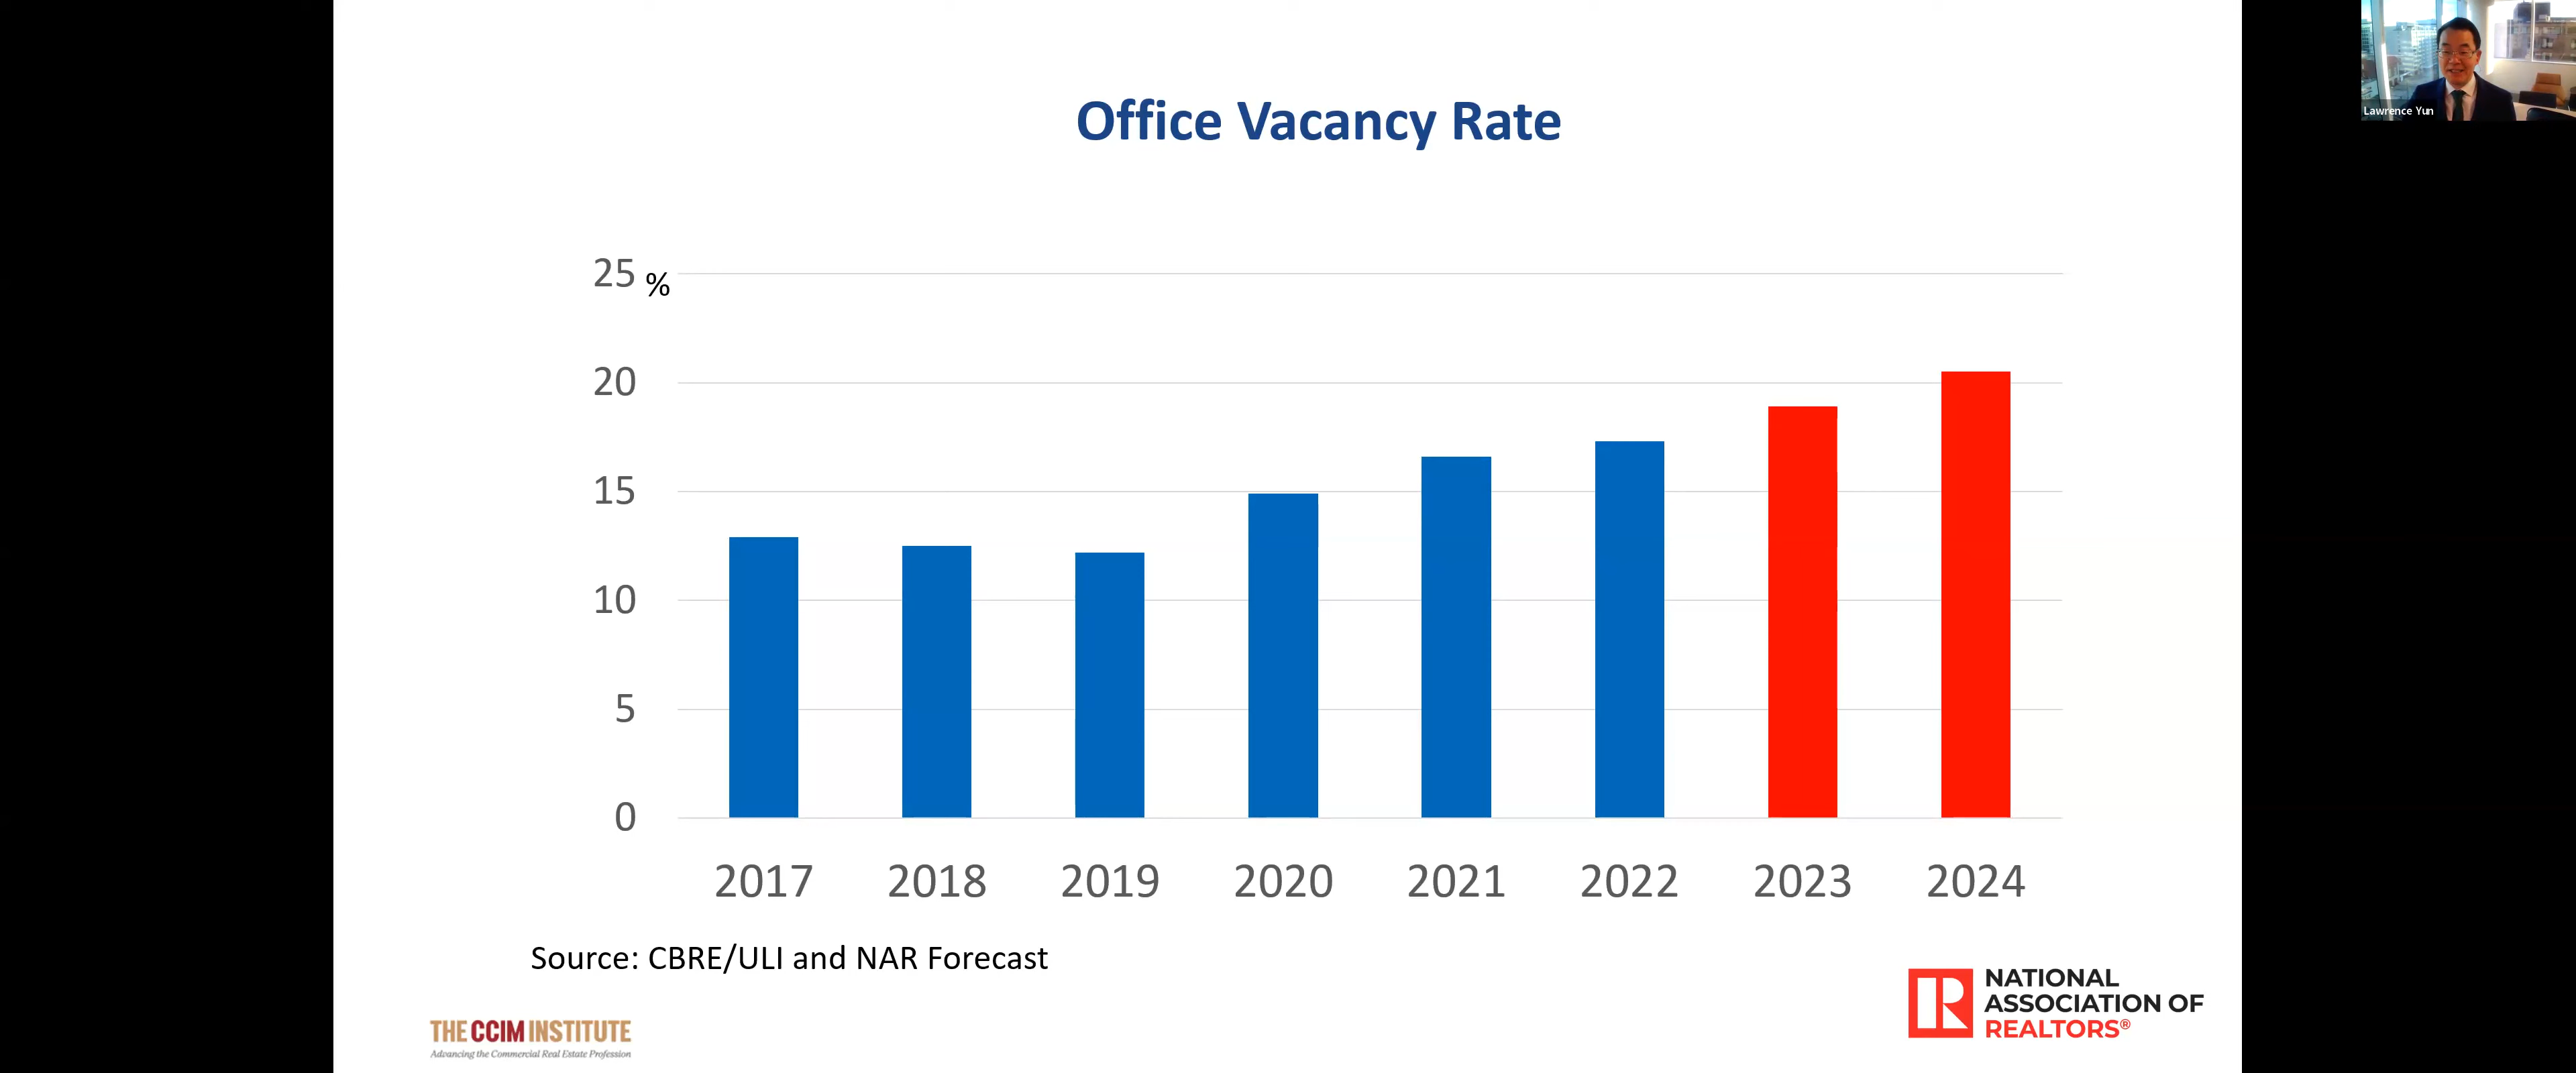 Lawrence Yun
Office Vacancy Rate
25 %
20
15
10
5
0
2017 2018 2019 2020 2021 2022 2023 2024
Source: CBRE/ULI and NAR Forecast
THE CCIM INSTITUTE
Advancing the Commercial Real Estate Profession
NATIONAL
ASSOCIATION OF
REALTORS®